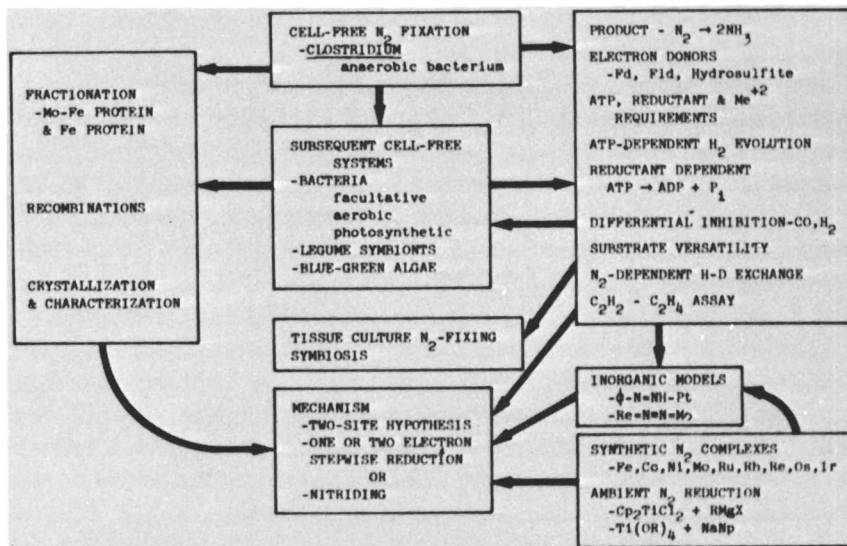 CELL-FREE N2 FIXATION
-CLOSTRIDIUM
anaerobic bacterium
FRACTIONATION
-Mo-Fe PROTEIN
& Fe PROTEIN
RECOMBINATIONS
CRYSTALLIZATION
& CHARACTERIZATION
SUBSEQUENT CELL-FREE
SYSTEMS
-BACTERIA
facultative
aerobic
photosynthetic
-LEGUME SYMBIONTS
-BLUE-GREEN ALGAE
TISSUE CULTURE N2-FIXING
SYMBIOSIS
MECHANISM
-TWO-SITE HYPOTHESIS
-ONE OR TWO ELECTRON
STEPWISE REDUCTION
OR
-NITRIDING
PRODUCT - N2 → 2NH3
ELECTRON DONORS
-Fd, Fld, Hydrosulfite
ATP, REDUCTANT & Me+2
REQUIREMENTS
ATP-DEPENDENT H2 EVOLUTION
REDUCTANT DEPENDENT
ATP → ADP + Pi
DIFFERENTIAL INHIBITION-CO,H2
SUBSTRATE VERSATILITY
N2-DEPENDENT H-D EXCHANGE
C2H2 - C2H4 ASSAY
INORGANIC MODELS
-ϕ-N=NH-Pt
-Re=N=N=Mo
SYNTHETIC N2 COMPLEXES
-Fe,Co,Ni,Mo,Ru,Rh,Re,Os,Ir
AMBIENT N2 REDUCTION
-Cp2TiCl2 + RMgX
-Ti(OR)4 + NaNp